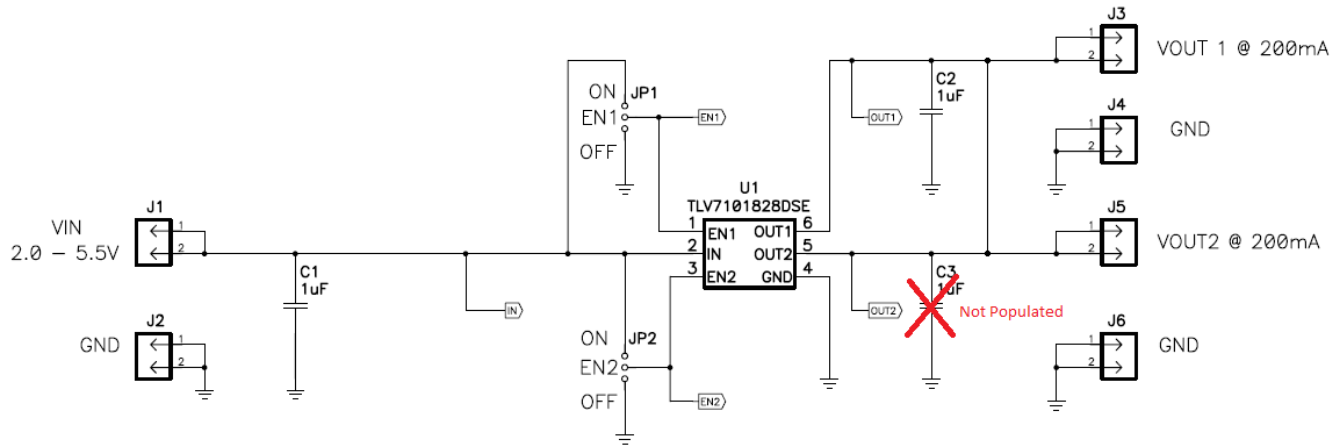 J3
1
2
VOUT 1 @ 200mA
C2
1uF
ON
JP1
EN1
EN1
OFF
OUT1
J4
1
2
GND
U1
TLV7101828DSE
J1
1
2
VIN
2.0 - 5.5V
1 EN1 OUT1 6
2 IN OUT2 5
3 EN2 GND 4
J5
1
2
VOUT2 @ 200mA
C1
1uF
IN
C3
1uF
OUT2
Not Populated
J2
1
2
GND
ON
JP2
EN2
OFF
EN2
J6
1
2
GND